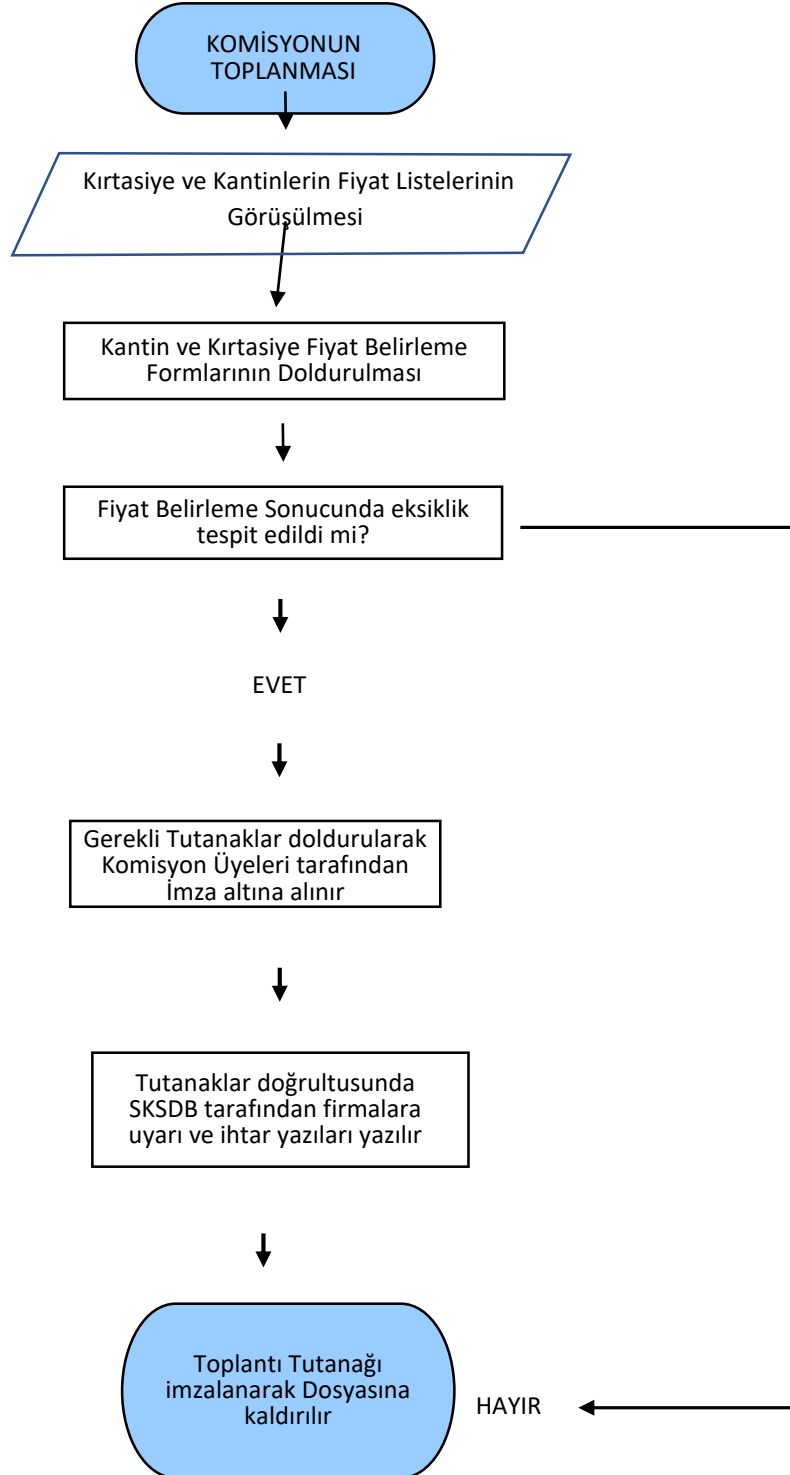 KOMİSYONUN
TOPLANMASI
Kırtasiye ve Kantinlerin Fiyat Listelerinin
Görüşülmesi
Kantin ve Kırtasiye Fiyat Belirleme
Formlarının Doldurulması
Fiyat Belirleme Sonucunda eksiklik
tespit edildi mi?
EVET
Gerekli Tutanaklar doldurularak
Komisyon Üyeleri tarafından
İmza altına alınır
Tutanaklar doğrultusunda
SKSDB tarafından firmalara
uyarı ve ihtar yazıları yazılır
Toplantı Tutanağı
imzalanarak Dosyasına
kaldırılır
HAYIR